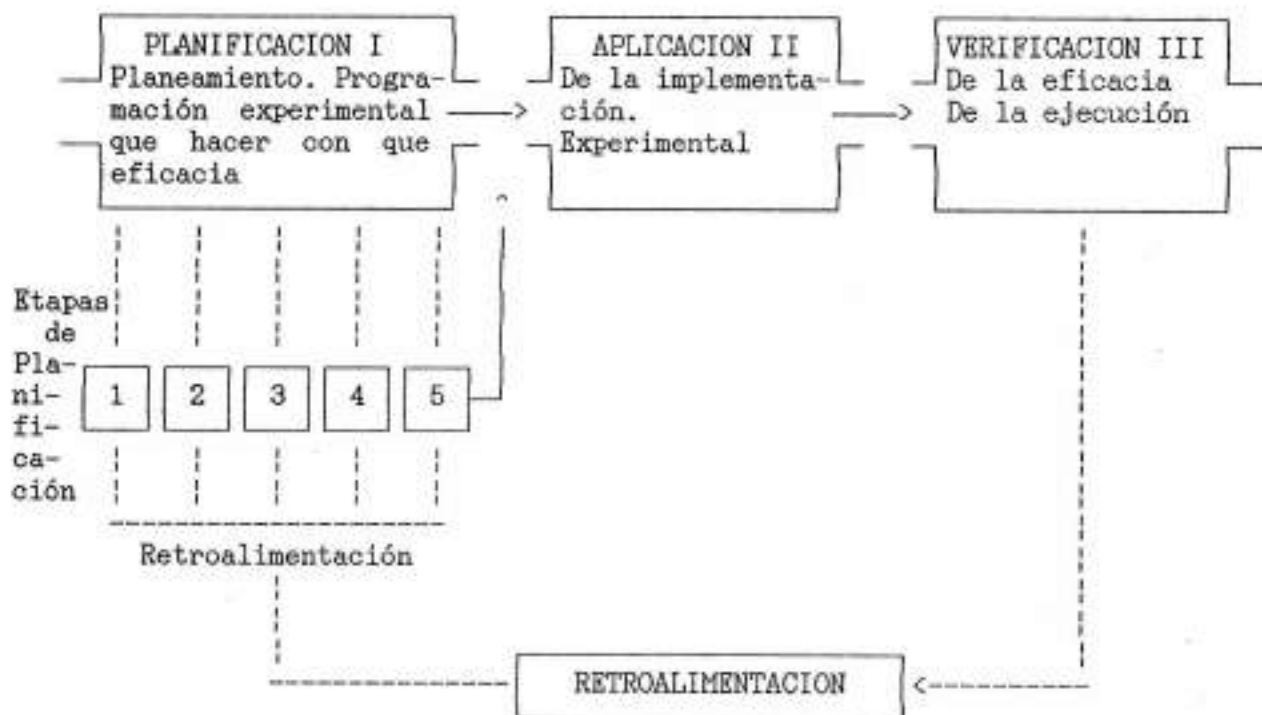 PLANIFICACION I
Planeamiento. Progra-
mación experimental
que hacer con que
eficacia
APLICACION II
De la implementa-
ción.
Experimental
VERIFICACION III
De la eficacia
De la ejecución
Etapas
de
Pla-
ni-
fi-
ca-
ción
1 2 3 4 5
Retroalimentación
RETROALIMENTACION